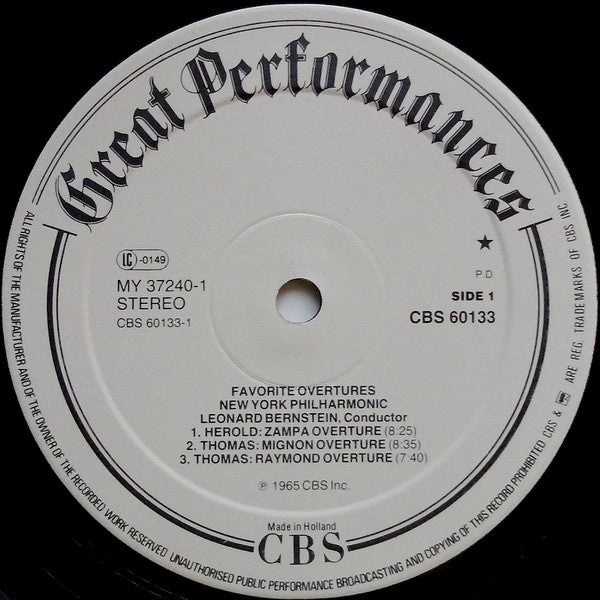 Great Performances
LC-0149
MY 37240-1
STEREO
CBS 60133-1
P.D.
SIDE 1
CBS 60133
FAVORITE OVERTURES
NEW YORK PHILHARMONIC
LEONARD BERNSTEIN, Conductor
1. HEROLD: ZAMPA OVERTURE (8:25)
2. THOMAS: MIGNON OVERTURE (8:35)
3. THOMAS: RAYMOND OVERTURE (7:40)
℗ 1965 CBS Inc.
Made in Holland
CBS
ALL RIGHTS OF THE MANUFACTURER AND OF THE OWNER OF THE RECORDED WORK RESERVED UNAUTHORISED PUBLIC PERFORMANCE BROADCASTING AND COPYING OF THIS RECORD PROHIBITED CBS & ARE REG. TRADEMARKS OF CBS INC.